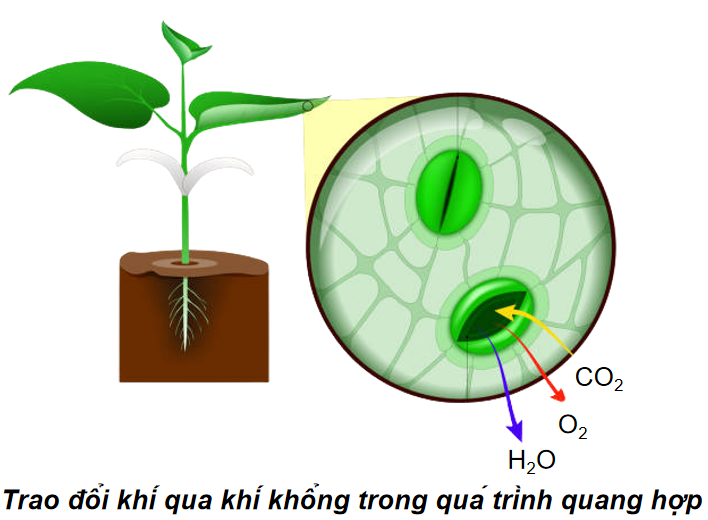 CO₂
O₂
H₂O
Trao đổi khí qua khí khổng trong quá trình quang hợp